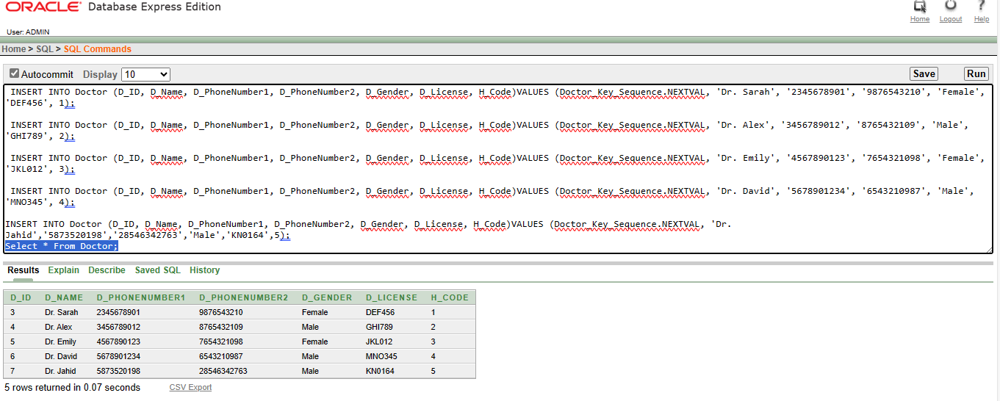 ORACLE® Database Express Edition
Home Logout Help
User: ADMIN
Home > SQL > SQL Commands
Autocommit Display 10 Save Run
INSERT INTO Doctor (D_ID, D_Name, D_PhoneNumber1, D_PhoneNumber2, D_Gender, D_License, H_Code)VALUES (Doctor_Key_Sequence.NEXTVAL, 'Dr. Sarah', '2345678901', '9876543210', 'Female',
'DEF456', 1);
INSERT INTO Doctor (D_ID, D_Name, D_PhoneNumber1, D_PhoneNumber2, D_Gender, D_License, H_Code)VALUES (Doctor_Key_Sequence.NEXTVAL, 'Dr. Alex', '3456789012', '8765432109', 'Male',
'GHI789', 2);
INSERT INTO Doctor (D_ID, D_Name, D_PhoneNumber1, D_PhoneNumber2, D_Gender, D_License, H_Code)VALUES (Doctor_Key_Sequence.NEXTVAL, 'Dr. Emily', '4567890123', '7654321098', 'Female',
'JKL012', 3);
INSERT INTO Doctor (D_ID, D_Name, D_PhoneNumber1, D_PhoneNumber2, D_Gender, D_License, H_Code)VALUES (Doctor_Key_Sequence.NEXTVAL, 'Dr. David', '5678901234', '6543210987', 'Male',
'MNO345', 4);
INSERT INTO Doctor (D_ID, D_Name, D_PhoneNumber1, D_PhoneNumber2, D_Gender, D_License, H_Code)VALUES (Doctor_Key_Sequence.NEXTVAL, 'Dr.
Jahid','5873520198','28546342763','Male','KN0164',5);
Select * From Doctor;
Results Explain Describe Saved SQL History
D_ID D_NAME D_PHONENUMBER1 D_PHONENUMBER2 D_GENDER D_LICENSE H_CODE
3 Dr. Sarah 2345678901 9876543210 Female DEF456 1
4 Dr. Alex 3456789012 8765432109 Male GHI789 2
5 Dr. Emily 4567890123 7654321098 Female JKL012 3
6 Dr. David 5678901234 6543210987 Male MNO345 4
7 Dr. Jahid 5873520198 28546342763 Male KN0164 5
5 rows returned in 0.07 seconds CSV Export